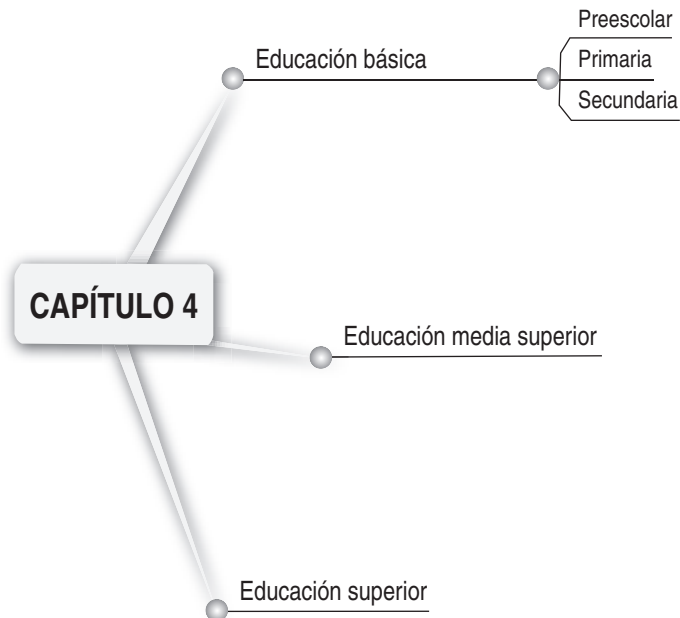 Preescolar
Educación básica
Primaria
Secundaria
CAPÍTULO 4
Educación media superior
Educación superior